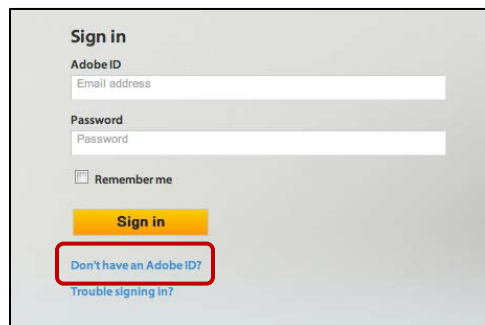 Sign in
Adobe ID
Email address
Password
Password
Remember me
Sign in
Don't have an Adobe ID?
Trouble signing in?